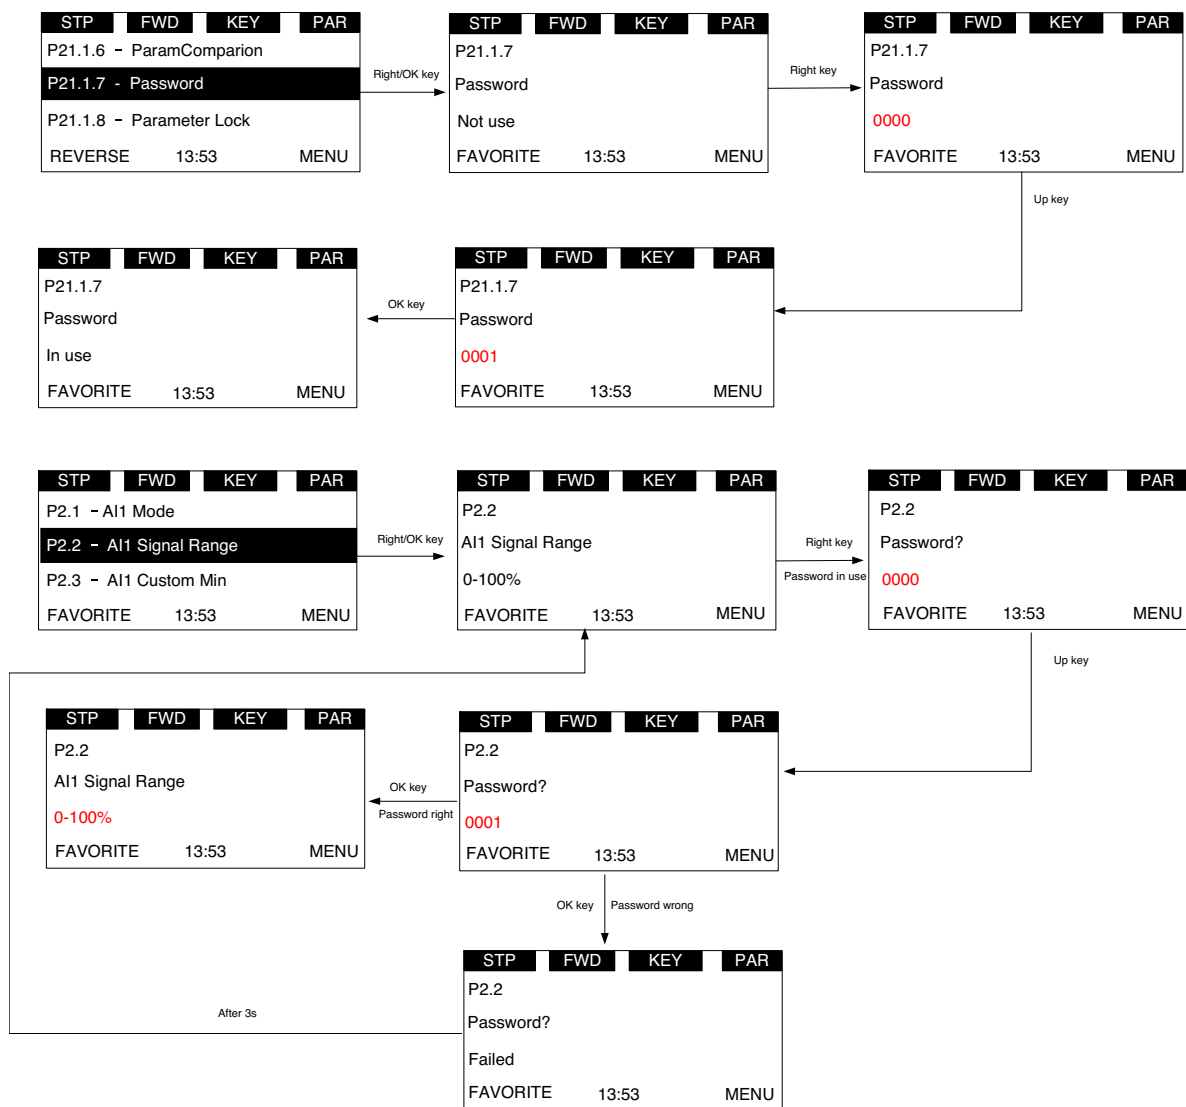 STP FWD KEY PAR
P21.1.6 - ParamComparion
P21.1.7 - Password
P21.1.8 - Parameter Lock
REVERSE 13:53 MENU
Right/OK key
STP FWD KEY PAR
P21.1.7
Password
Not use
FAVORITE 13:53 MENU
Right key
STP FWD KEY PAR
P21.1.7
Password
0000
FAVORITE 13:53 MENU
Up key
STP FWD KEY PAR
P21.1.7
Password
In use
FAVORITE 13:53 MENU
OK key
STP FWD KEY PAR
P21.1.7
Password
0001
FAVORITE 13:53 MENU
STP FWD KEY PAR
P2.1 - AI1 Mode
P2.2 - AI1 Signal Range
P2.3 - AI1 Custom Min
FAVORITE 13:53 MENU
Right/OK key
STP FWD KEY PAR
P2.2
AI1 Signal Range
0-100%
FAVORITE 13:53 MENU
Right key
Password in use
STP FWD KEY PAR
P2.2
Password?
0000
FAVORITE 13:53 MENU
Up key
STP FWD KEY PAR
P2.2
AI1 Signal Range
0-100%
FAVORITE 13:53 MENU
OK key
Password right
STP FWD KEY PAR
P2.2
Password?
0001
FAVORITE 13:53 MENU
OK key Password wrong
STP FWD KEY PAR
P2.2
Password?
Failed
FAVORITE 13:53 MENU
After 3s